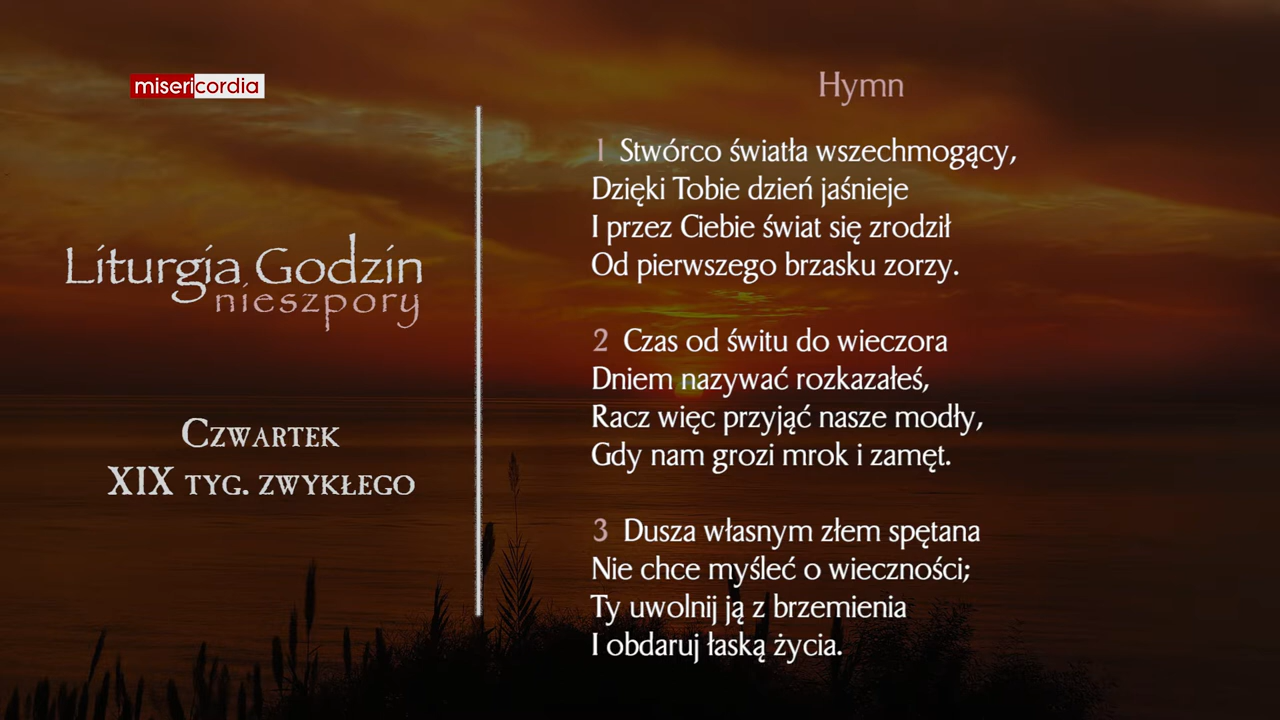 misericordia
Liturgia Godzin
nieszpory
Czwartek
XIX tyg. zwykłego
Hymn
1 Stwórco światła wszechmogący,
Dzięki Tobie dzień jaśnieje
I przez Ciebie świat się zrodził
Od pierwszego brzasku zorzy.
2 Czas od świtu do wieczora
Dniem nazywać rozkazałeś,
Racz więc przyjąć nasze modły,
Gdy nam grozi mrok i zamęt.
3 Dusza własnym złem spętana
Nie chce myśleć o wieczności;
Ty uwolnij ją z brzemienia
I obdaruj łaską życia.